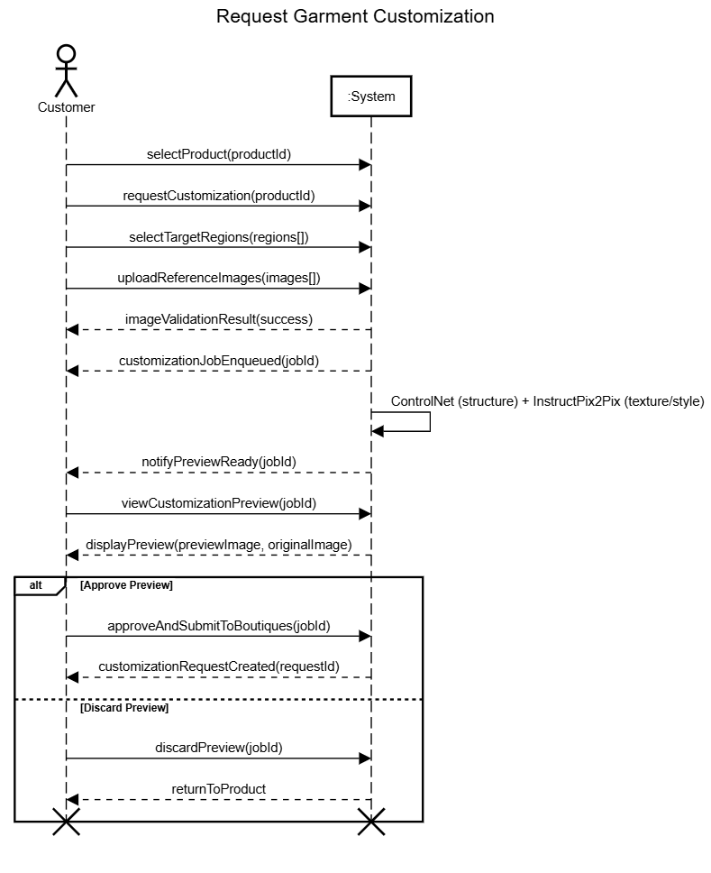 Request Garment Customization
Customer
:System
selectProduct(productId)
requestCustomization(productId)
selectTargetRegions(regions[])
uploadReferenceImages(images[])
imageValidationResult(success)
customizationJobEnqueued(jobId)
ControlNet (structure) + InstructPix2Pix (texture/style)
notifyPreviewReady(jobId)
viewCustomizationPreview(jobId)
displayPreview(previewImage, originalImage)
alt [Approve Preview]
approveAndSubmitToBoutiques(jobId)
customizationRequestCreated(requestId)
[Discard Preview]
discardPreview(jobId)
returnToProduct